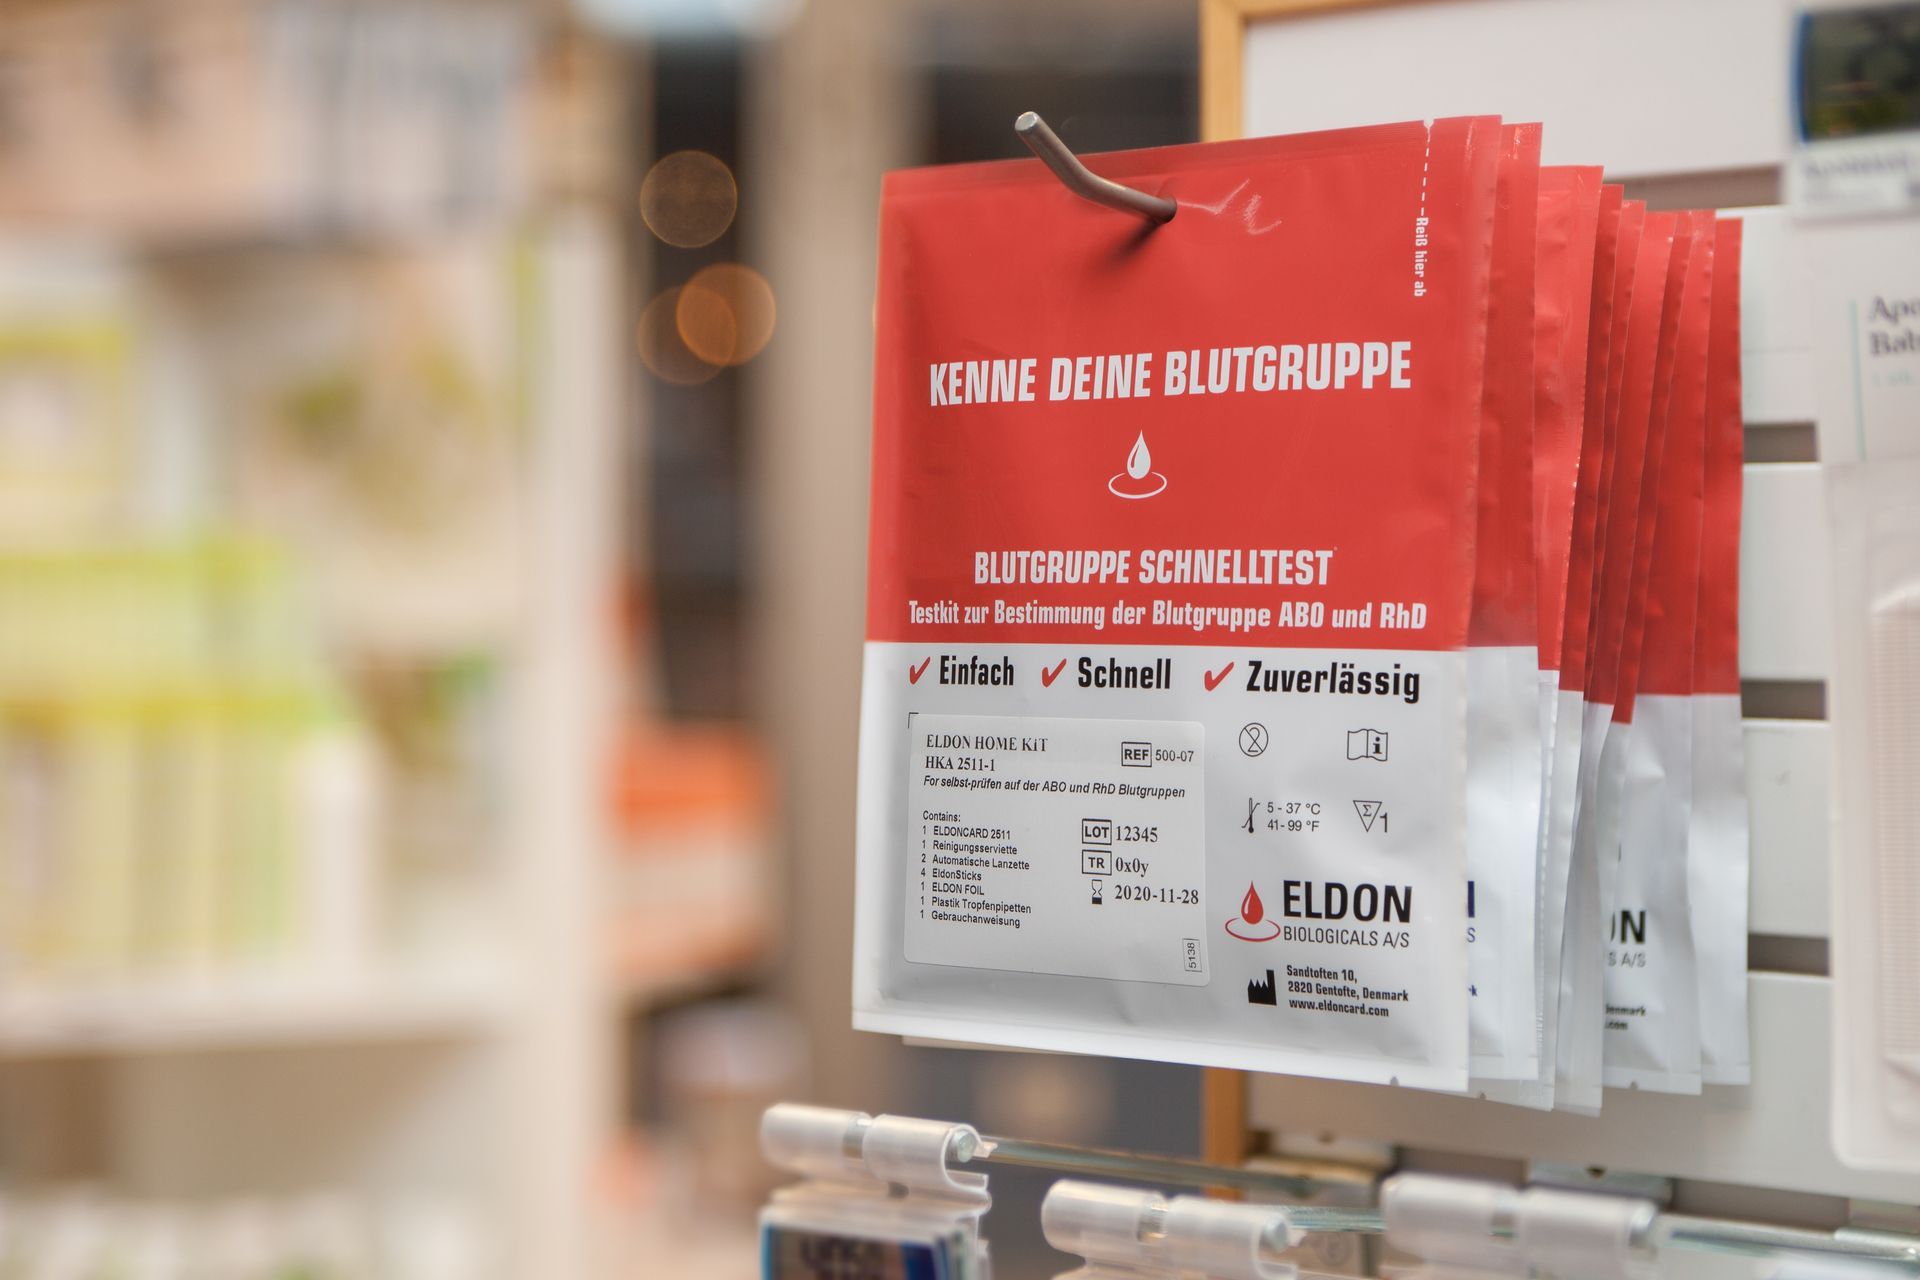 Reiß hier ab
KENNE DEINE BLUTGRUPPE
BLUTGRUPPE SCHNELLTEST
Testkit zur Bestimmung der Blutgruppe ABO und RhD
✓ Einfach ✓ Schnell ✓ Zuverlässig
ELDON HOME KiT
HKA 2511-1
REF 500-07
For selbst-prüfen auf der ABO und RhD Blutgruppen
Contains:
1 ELDONCARD 2511
1 Reinigungsserviette
2 Automatische Lanzette
4 EldonSticks
1 ELDON FOIL
1 Plastik Tropfenpipetten
1 Gebrauchanweisung
LOT 12345
TR 0x0y
2020-11-28
5138
2
i
5 - 37 °C
41- 99 °F
Σ 1
ELDON
BIOLOGICALS A/S
Sandtoften 10,
2820 Gentofte, Denmark
www.eldoncard.com
N
S A/S